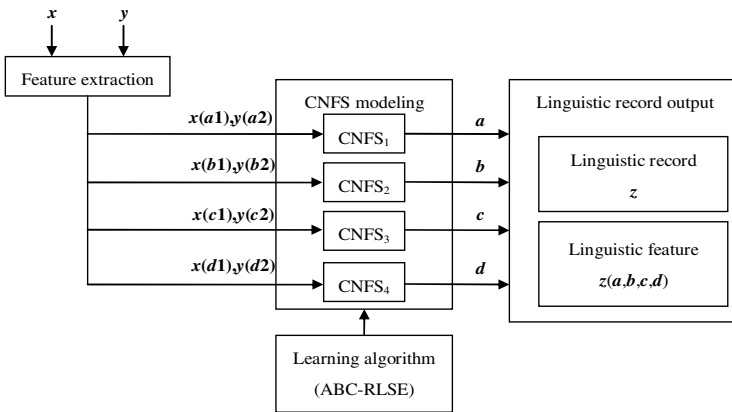 x y
Feature extraction
CNFS modeling
Linguistic record output
x(a1),y(a2)
CNFS1
a
x(b1),y(b2)
CNFS2
b
x(c1),y(c2)
CNFS3
c
x(d1),y(d2)
CNFS4
d
Linguistic record
z
Linguistic feature
z(a,b,c,d)
Learning algorithm
(ABC-RLSE)